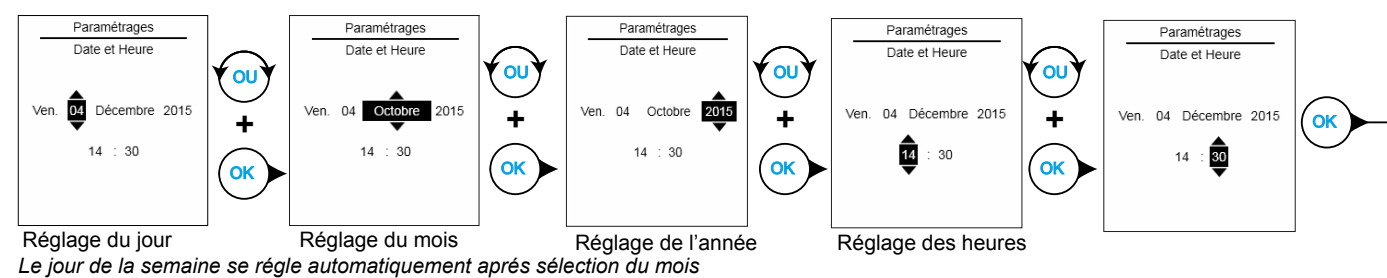 Paramétrages
Date et Heure
Ven. 04 Décembre 2015
14 : 30
OU
+
OK
Paramétrages
Date et Heure
Ven. 04 Octobre 2015
14 : 30
OU
+
OK
Paramétrages
Date et Heure
Ven. 04 Octobre 2015
14 : 30
OU
+
OK
Paramétrages
Date et Heure
Ven. 04 Décembre 2015
14 : 30
OU
+
OK
Paramétrages
Date et Heure
Ven. 04 Décembre 2015
14 : 30
OK
Réglage du jour
Réglage du mois
Réglage de l'année
Réglage des heures
Le jour de la semaine se régle automatiquement aprés sélection du mois